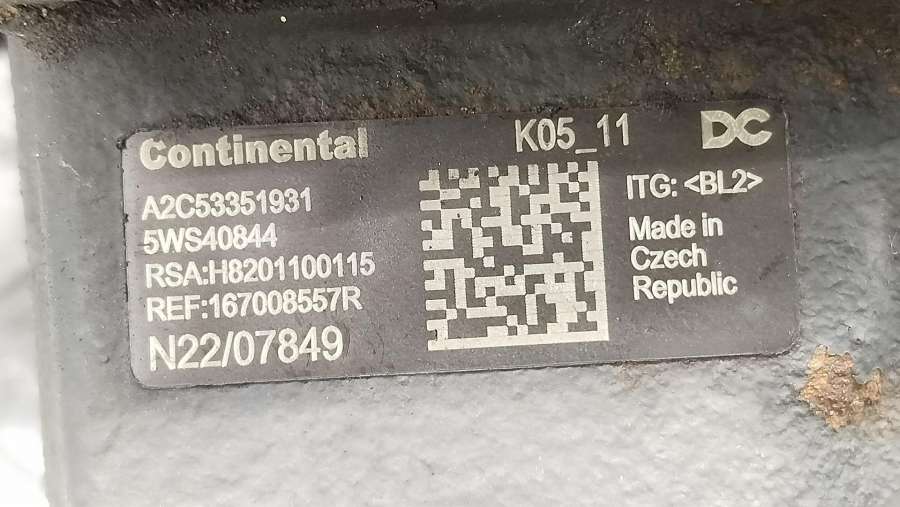 Continental
K05_11
DC
A2C53351931
5WS40844
RSA:H8201100115
REF:167008557R
N22/07849
ITG: <BL2>
Made in
Czech
Republic